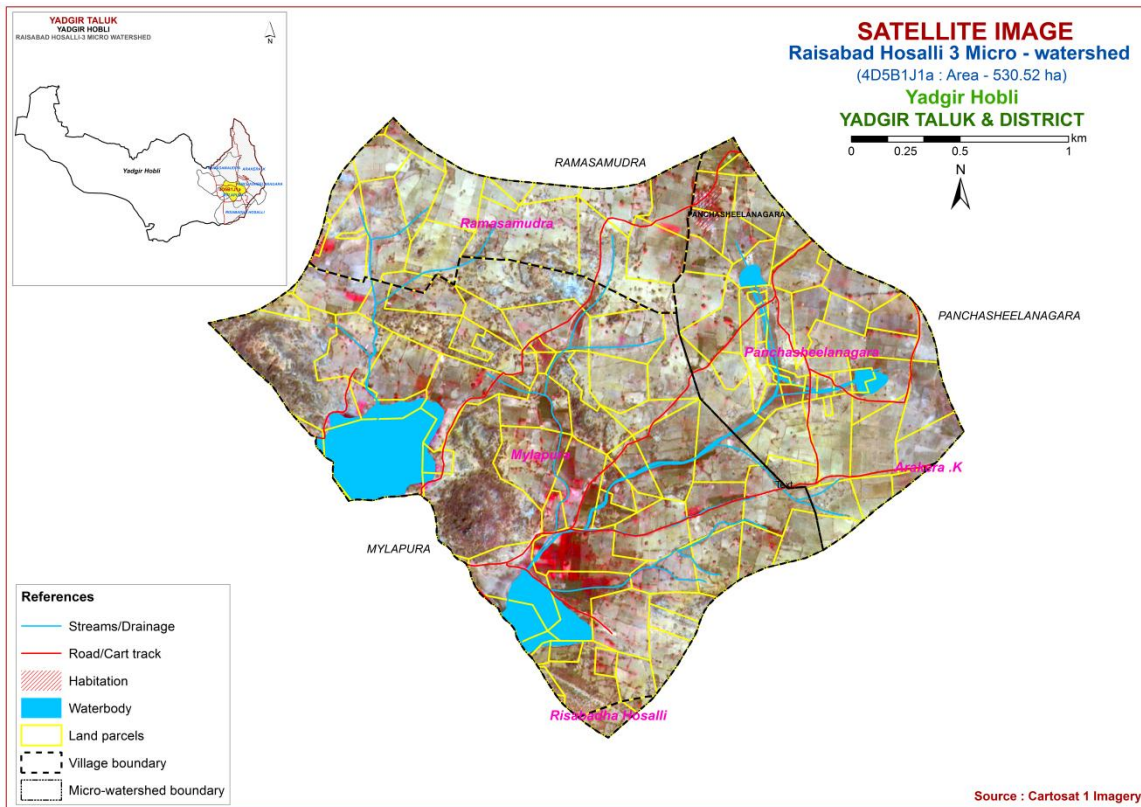 YADGIR TALUK
YADGIR HOBLI
RAISABAD HOSALLI-3 MICRO WATERSHED
N
Yadgir Hobli
SATELLITE IMAGE
Raisabad Hosalli 3 Micro - watershed
(4D5B1J1a : Area - 530.52 ha)
Yadgir Hobli
YADGIR TALUK & DISTRICT
km
0 0.25 0.5 1
N
RAMASAMUDRA
PANCHASHEELANAGARA
Ramasamudra
PANCHASHEELANAGARA
Panchasheelanagara
Mylapura
Arakera .K
Text
MYLAPURA
Risabadha Hosalli
References
Streams/Drainage
Road/Cart track
Habitation
Waterbody
Land parcels
Village boundary
Micro-watershed boundary
Source : Cartosat 1 Imagery